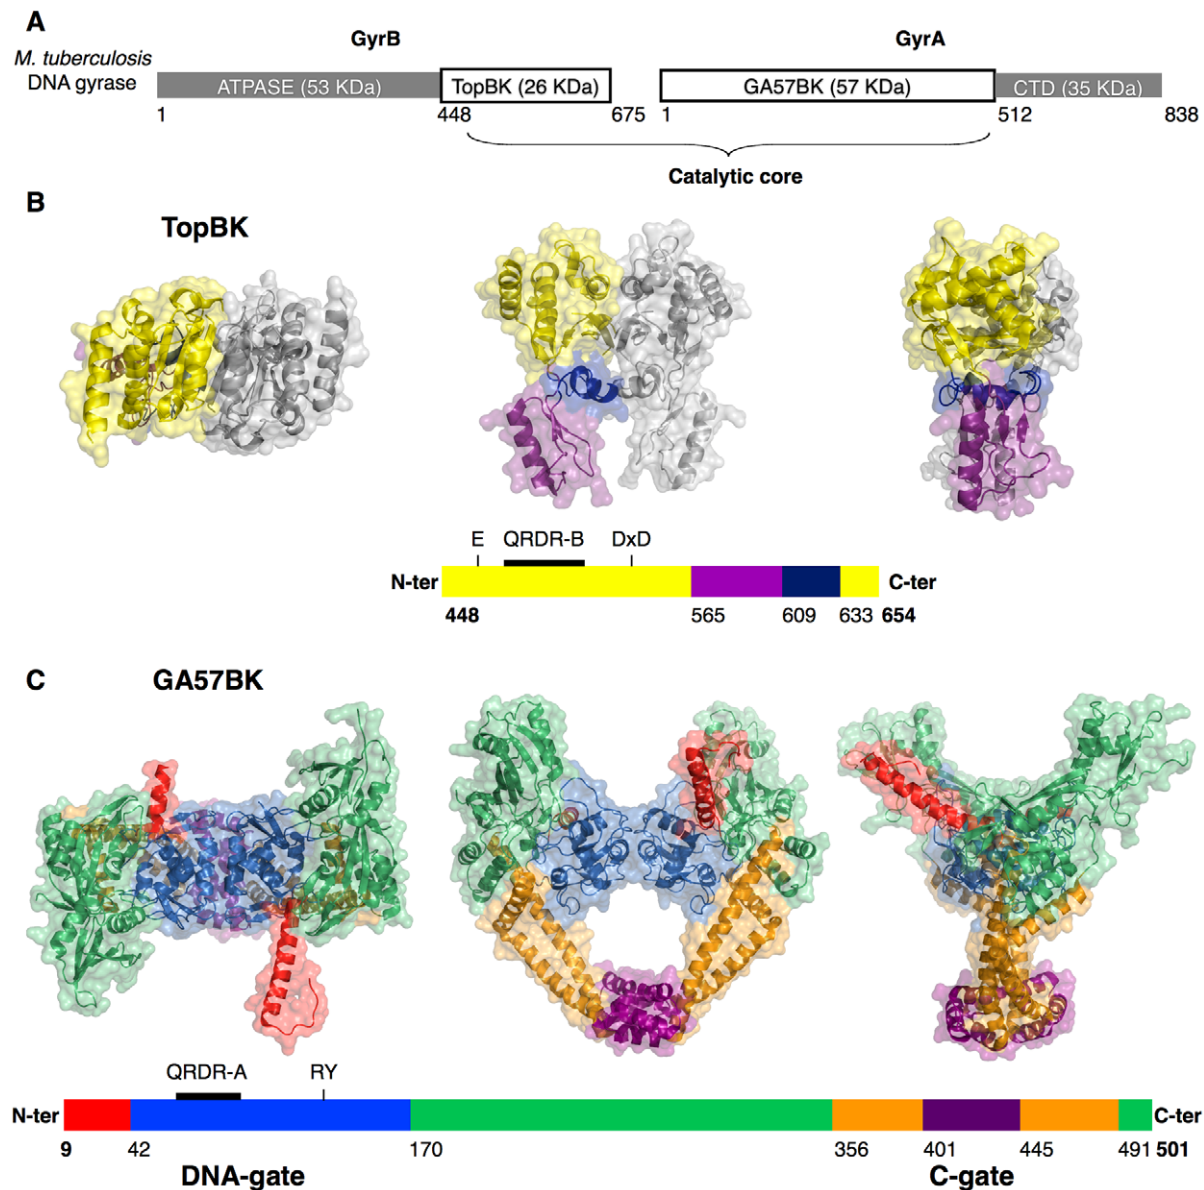 A
GyrB GyrA
M. tuberculosis
DNA gyrase
ATPASE (53 KDa) TopBK (26 KDa) GA57BK (57 KDa) CTD (35 KDa)
1 448 675 1 512 838
Catalytic core
B
TopBK
E QRDR-B DxD
N-ter C-ter
448 565 609 633 654
C
GA57BK
QRDR-A RY
N-ter C-ter
9 42 170 356 401 445 491 501
DNA-gate C-gate